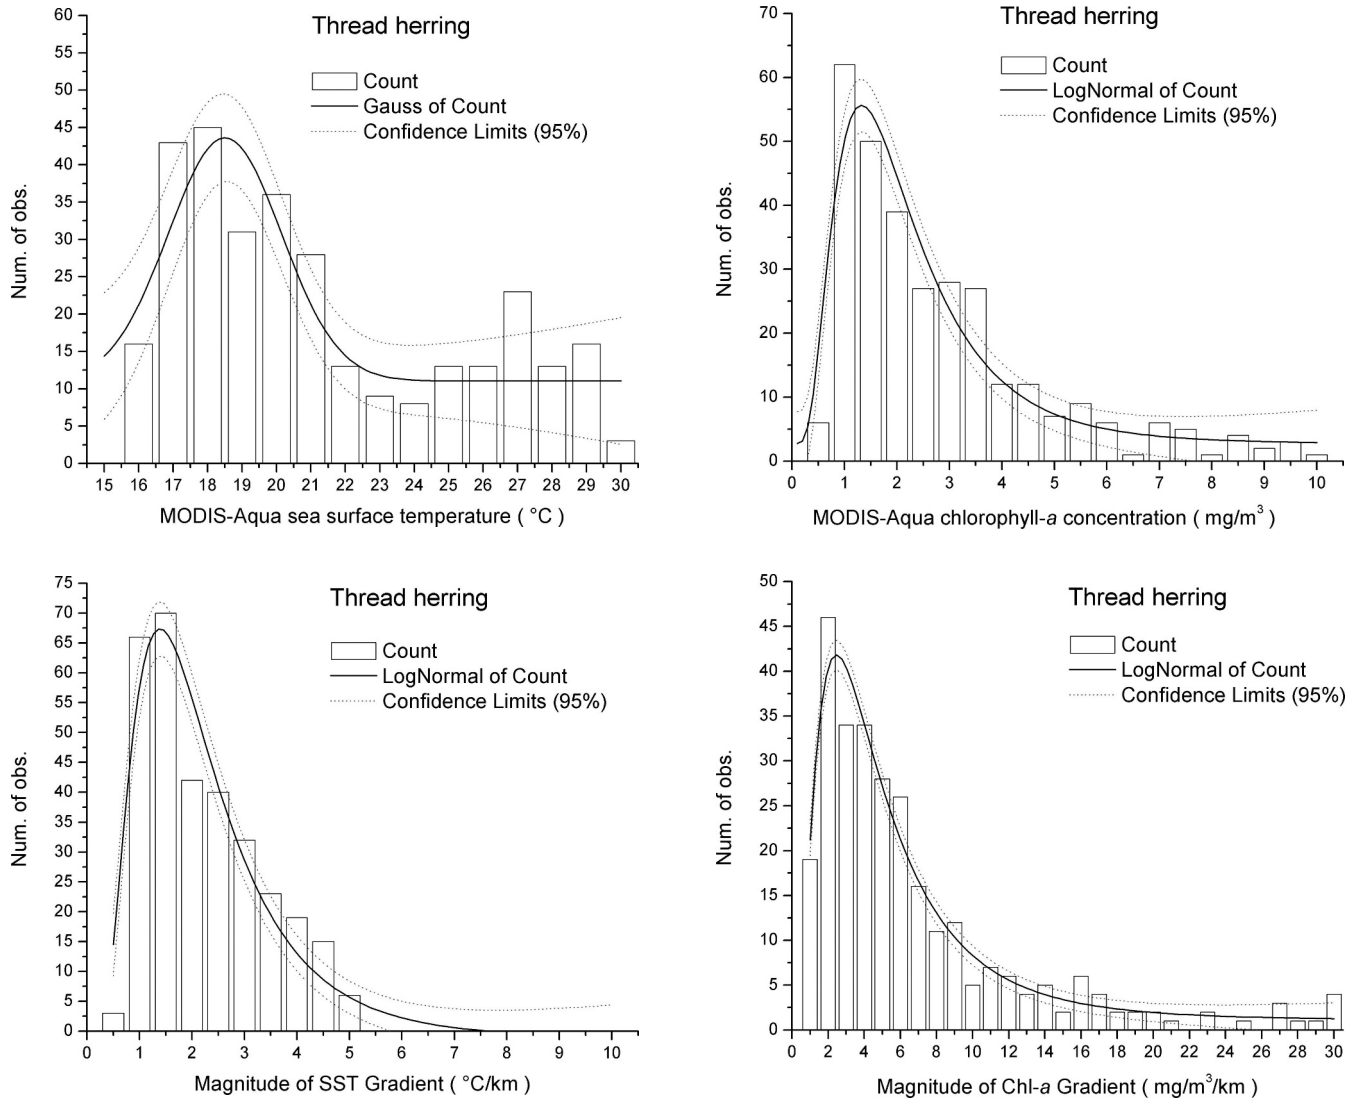 Thread herring
Count
Gauss of Count
Confidence Limits (95%)
Num. of obs.
60
55
50
45
40
35
30
25
20
15
10
5
0
15 16 17 18 19 20 21 22 23 24 25 26 27 28 29 30
MODIS-Aqua sea surface temperature ( °C )
Thread herring
Count
LogNormal of Count
Confidence Limits (95%)
Num. of obs.
70
60
50
40
30
20
10
0
0 1 2 3 4 5 6 7 8 9 10
MODIS-Aqua chlorophyll-a concentration ( mg/m³ )
Thread herring
Count
LogNormal of Count
Confidence Limits (95%)
Num. of obs.
75
70
65
60
55
50
45
40
35
30
25
20
15
10
5
0
0 1 2 3 4 5 6 7 8 9 10
Magnitude of SST Gradient ( °C/km )
Thread herring
Count
LogNormal of Count
Confidence Limits (95%)
Num. of obs.
50
45
40
35
30
25
20
15
10
5
0
0 2 4 6 8 10 12 14 16 18 20 22 24 26 28 30
Magnitude of Chl-a Gradient ( mg/m³/km )